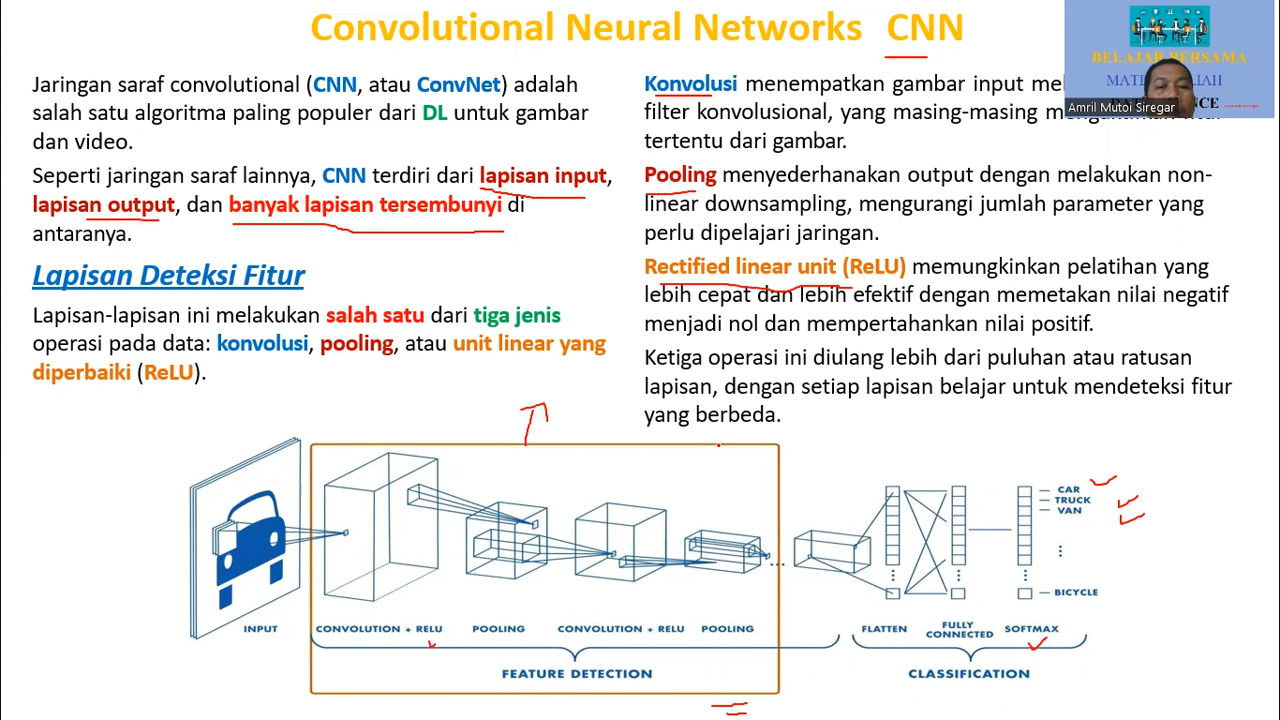 Convolutional Neural Networks CNN
Jaringan saraf convolutional (CNN, atau ConvNet) adalah
salah satu algoritma paling populer dari DL untuk gambar
dan video.
Seperti jaringan saraf lainnya, CNN terdiri dari lapisan input,
lapisan output, dan banyak lapisan tersembunyi di
antaranya.
Lapisan Deteksi Fitur
Lapisan-lapisan ini melakukan salah satu dari tiga jenis
operasi pada data: konvolusi, pooling, atau unit linear yang
diperbaiki (ReLU).
Konvolusi menempatkan gambar input
filter konvolusional, yang masing-masing
tertentu dari gambar.
Pooling menyederhanakan output dengan melakukan non-
linear downsampling, mengurangi jumlah parameter yang
perlu dipelajari jaringan.
Rectified linear unit (ReLU) memungkinkan pelatihan yang
lebih cepat dan lebih efektif dengan memetakan nilai negatif
menjadi nol dan mempertahankan nilai positif.
Ketiga operasi ini diulang lebih dari puluhan atau ratusan
lapisan, dengan setiap lapisan belajar untuk mendeteksi fitur
yang berbeda.
BELAJAR BERSAMA
Amril Mutoi Siregar
CAR
TRUCK
VAN
BICYCLE
INPUT
CONVOLUTION + RELU
POOLING
CONVOLUTION + RELU
POOLING
FLATTEN
FULLY
CONNECTED
SOFTMAX
FEATURE DETECTION
CLASSIFICATION